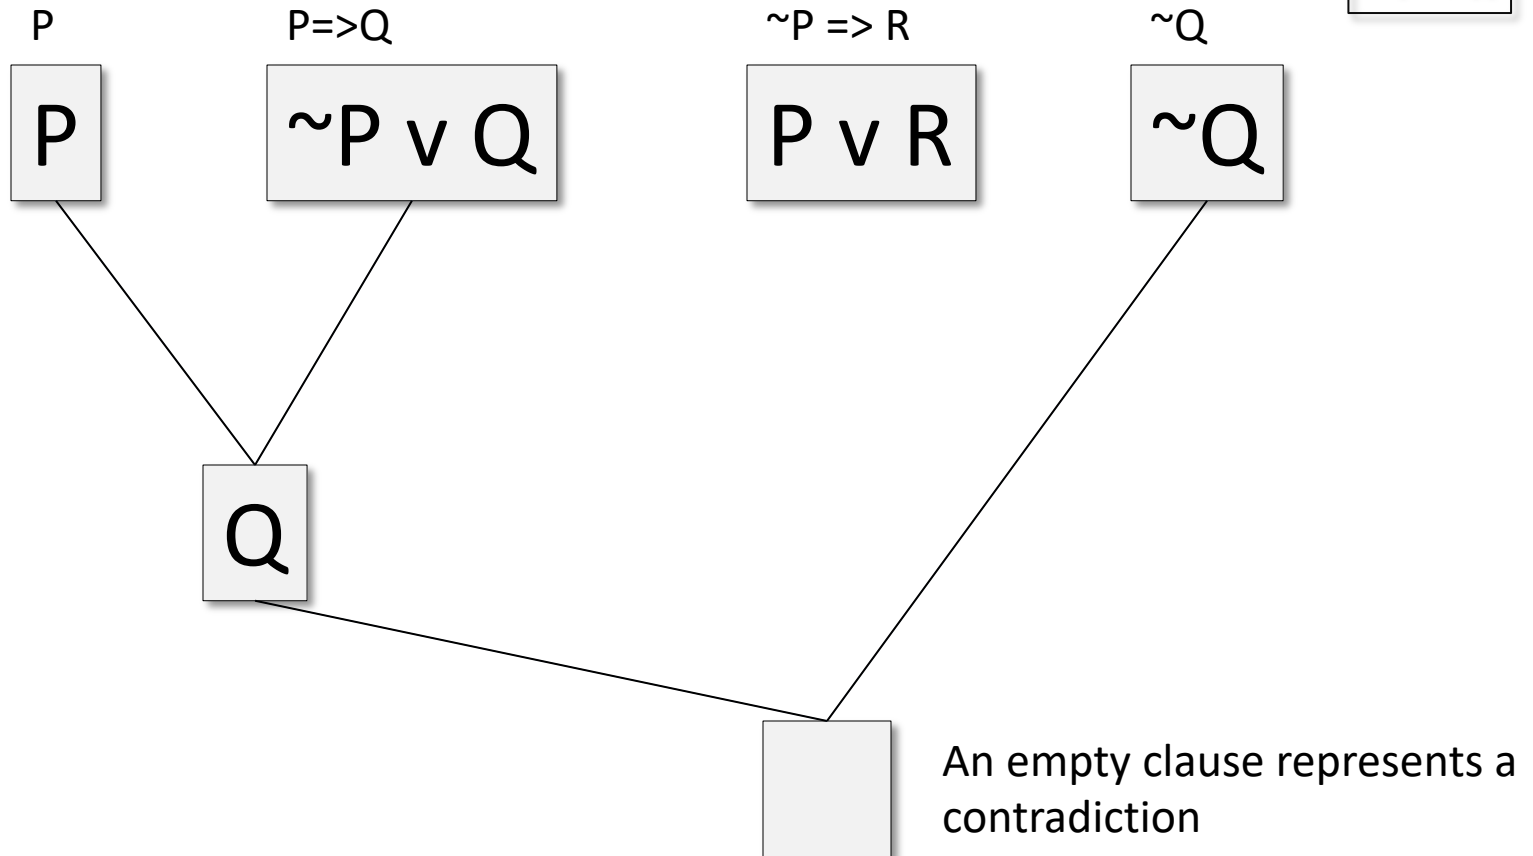 P
P=>Q
~P => R
~Q
P
~P v Q
P v R
~Q
Q
An empty clause represents a
contradiction